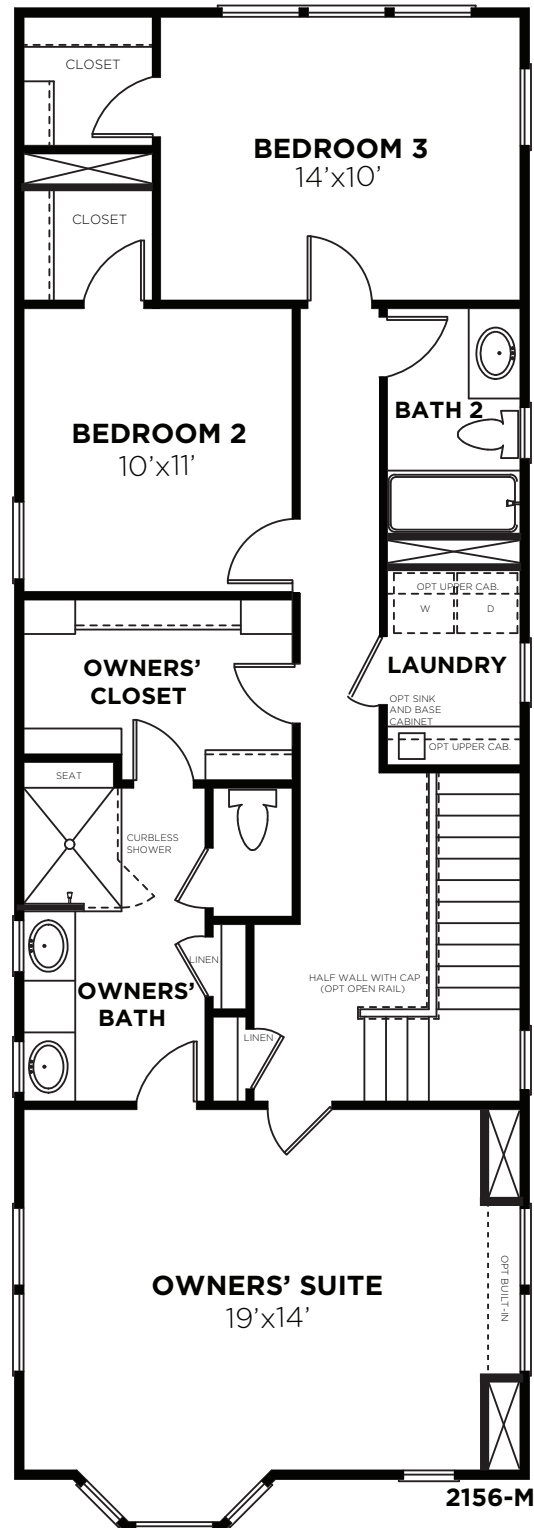 CLOSET
BEDROOM 3
14’x10’
CLOSET
BEDROOM 2
10’x11’
BATH 2
OPT UPPER CAB.
W
D
OWNERS’
CLOSET
LAUNDRY
OPT SINK
AND BASE
CABINET
OPT UPPER CAB.
SEAT
CURBLESS
SHOWER
LINEN
OWNERS’
BATH
HALF WALL WITH CAP
(OPT OPEN RAIL)
LINEN
OPT BUILT-IN
OWNERS’ SUITE
19’x14’
2156-M